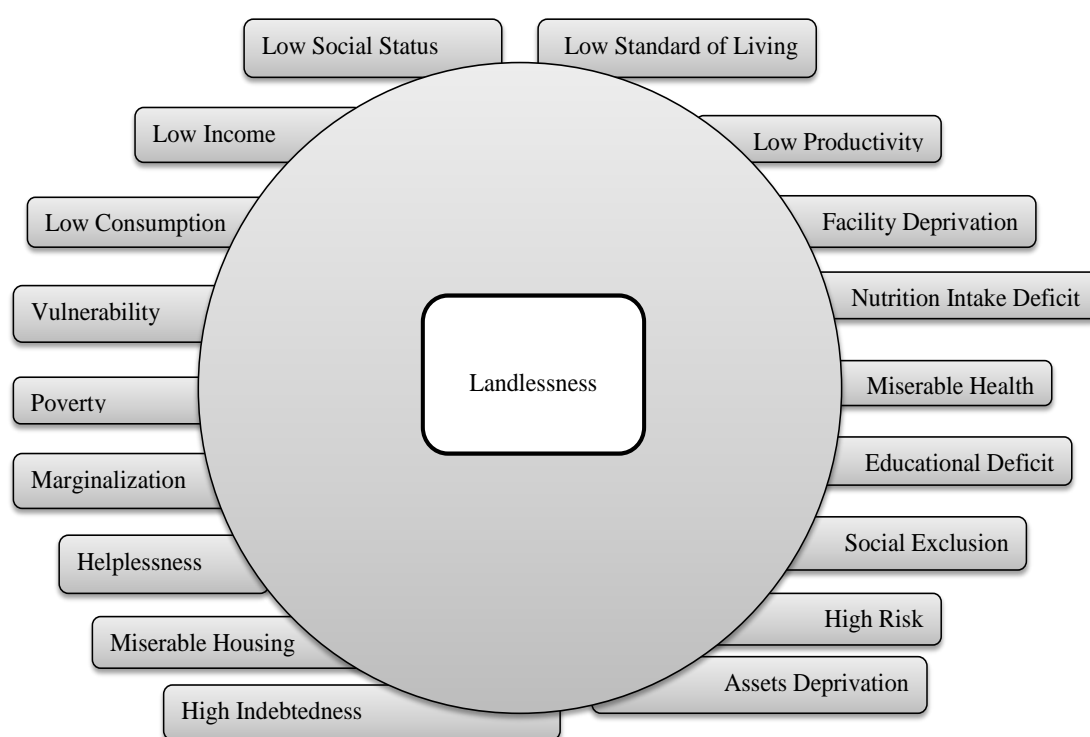 Low Social Status
Low Standard of Living
Low Income
Low Productivity
Low Consumption
Facility Deprivation
Nutrition Intake Deficit
Vulnerability
Landlessness
Miserable Health
Poverty
Educational Deficit
Marginalization
Social Exclusion
Helplessness
High Risk
Miserable Housing
Assets Deprivation
High Indebtedness